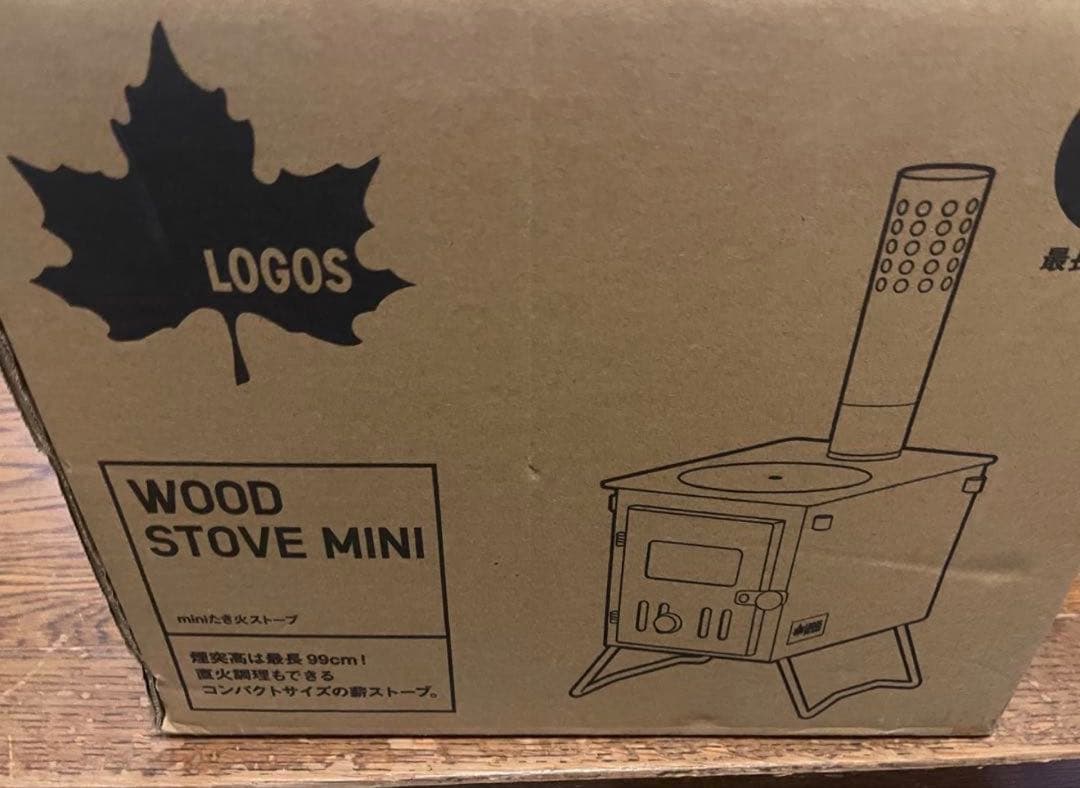 LOGOS
WOOD
STOVE MINI
miniたき火ストーブ
煙突高は最長99cm!
直火調理もできる
コンパクトサイズの薪ストーブ。
最長